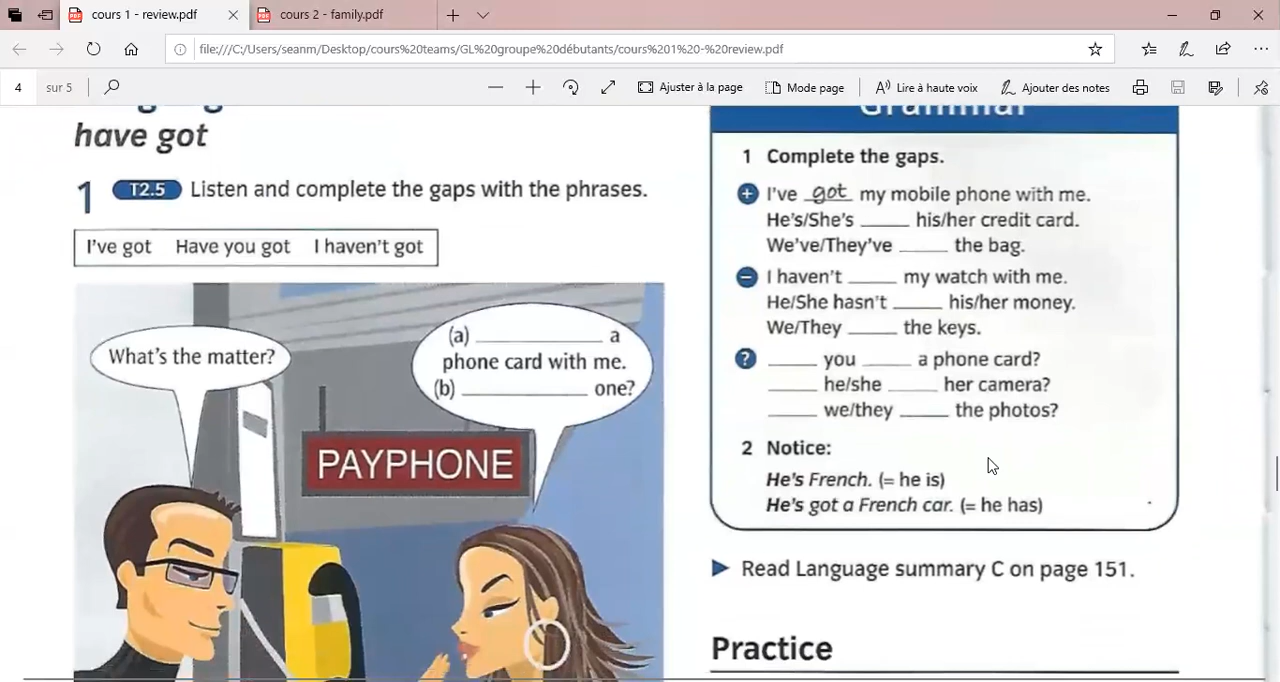 cours 1 - review.pdf
cours 2 - family.pdf
file:///C:/Users/seanm/Desktop/cours%20teams/GL%20groupe%20débutants/cours%201%20-%20review.pdf
4 sur 5
Ajuster à la page
Mode page
Lire à haute voix
Ajouter des notes
have got
1 T2.5 Listen and complete the gaps with the phrases.
I've got Have you got I haven't got
What's the matter?
(a) ____________ a
phone card with me.
(b) ____________ one?
PAYPHONE
Grammar
1 Complete the gaps.
+ I've got my mobile phone with me.
He's/She's _____ his/her credit card.
We've/They've _____ the bag.
− I haven't _____ my watch with me.
He/She hasn't _____ his/her money.
We/They _____ the keys.
? _____ you _____ a phone card?
_____ he/she _____ her camera?
_____ we/they _____ the photos?
2 Notice:
He's French. (= he is)
He's got a French car. (= he has)
Read Language summary C on page 151.
Practice